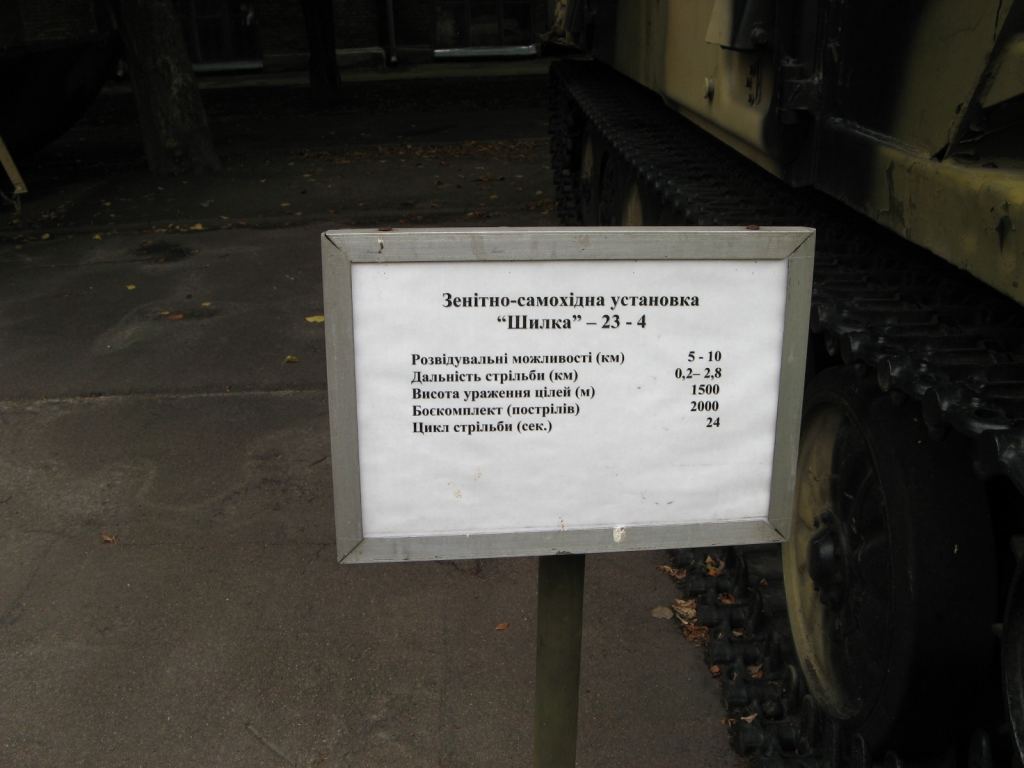 Зенітно-самохідна установка
“Шилка” – 23 - 4
Розвідувальні можливості (км) 5 - 10
Дальність стрільби (км) 0,2– 2,8
Висота ураження цілей (м) 1500
Боєкомплект (пострілів) 2000
Цикл стрільби (сек.) 24